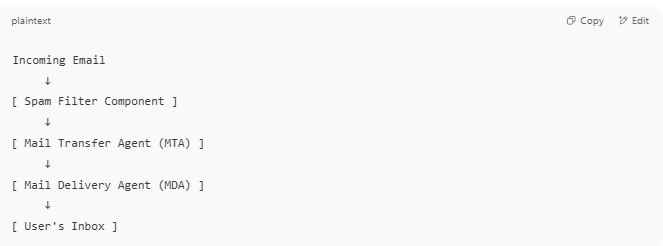 plaintext Copy Edit
Incoming Email
↓
[ Spam Filter Component ]
↓
[ Mail Transfer Agent (MTA) ]
↓
[ Mail Delivery Agent (MDA) ]
↓
[ User's Inbox ]